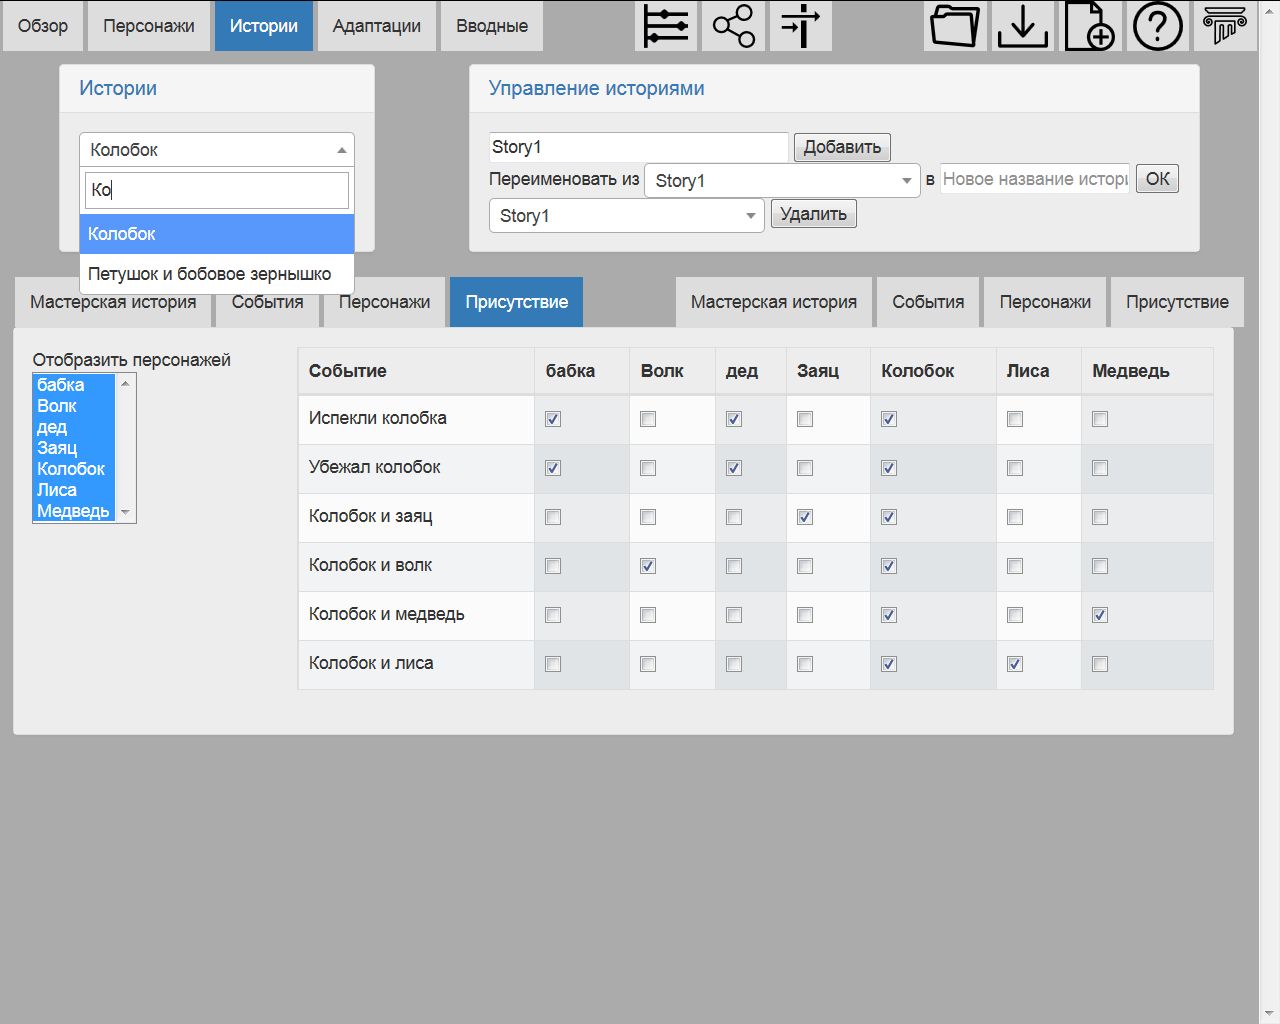 Обзор Персонажи Истории Адаптации Вводные
Истории
Управление историями
Колобок
Ко
Колобок
Петушок и бобовое зернышко
Story1 Добавить
Переименовать из Story1 в Новое название истори ОК
Story1 Удалить
Мастерская история События Персонажи Присутствие Мастерская история События Персонажи Присутствие
Отобразить персонажей
бабка
Волк
дед
Заяц
Колобок
Лиса
Медведь
Событие бабка Волк дед Заяц Колобок Лиса Медведь
Испекли колобка
Убежал колобок
Колобок и заяц
Колобок и волк
Колобок и медведь
Колобок и лиса